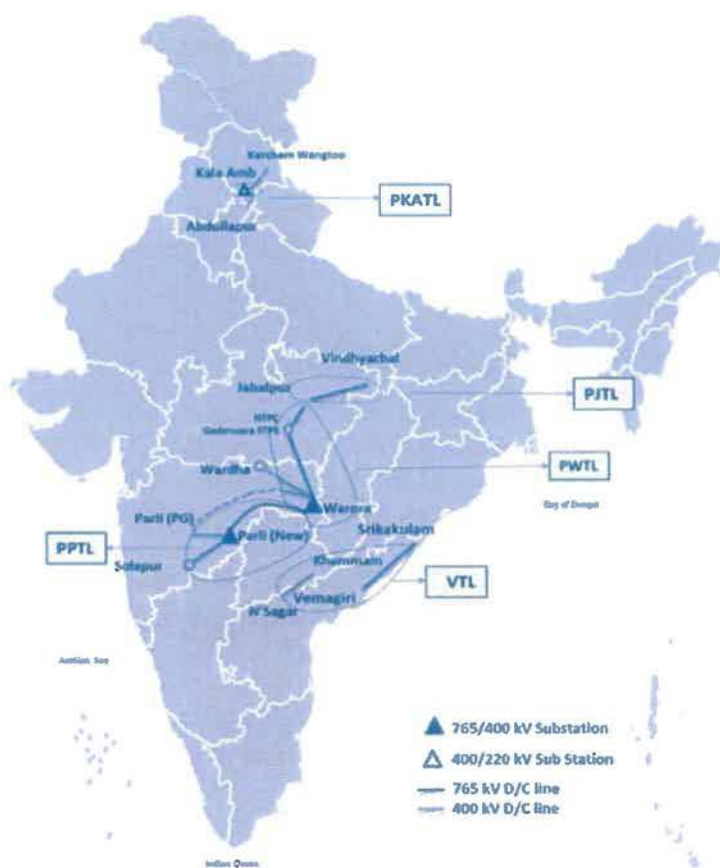 Karcham Wangtoo
Kala Amb
PKATL
Abdullapur
Vindhyachal
Jabalpur
PJTL
NTPC
Gadarwara STPS
Wardha
PWTL
Warora
Bay of Bengal
Parli (PG)
Srikakulam
PPTL
Parli (New)
Khammam
Solapur
VTL
Vemagiri
N'Sagar
Arabian Sea
765/400 kV Substation
400/220 kV Sub Station
765 kV D/C line
400 kV D/C line
Indian Ocean